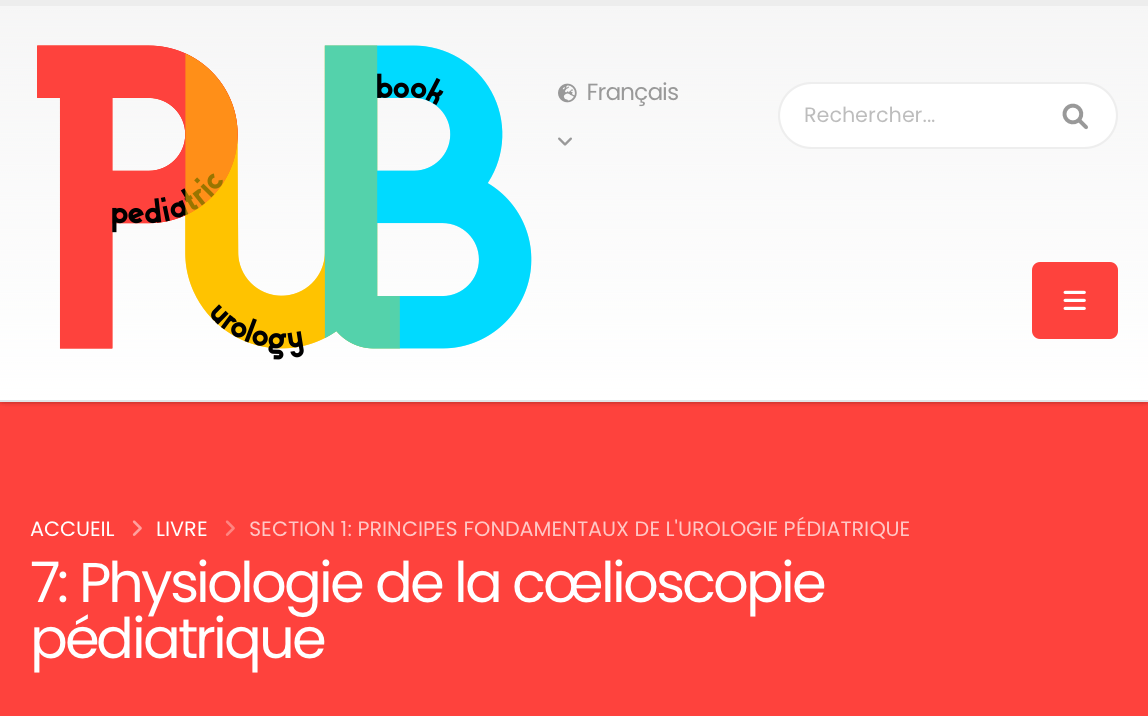 book
Français
Rechercher...
pediatric
urology
ACCUEIL LIVRE SECTION 1: PRINCIPES FONDAMENTAUX DE L'UROLOGIE PÉDIATRIQUE
7: Physiologie de la cœlioscopie
pédiatrique